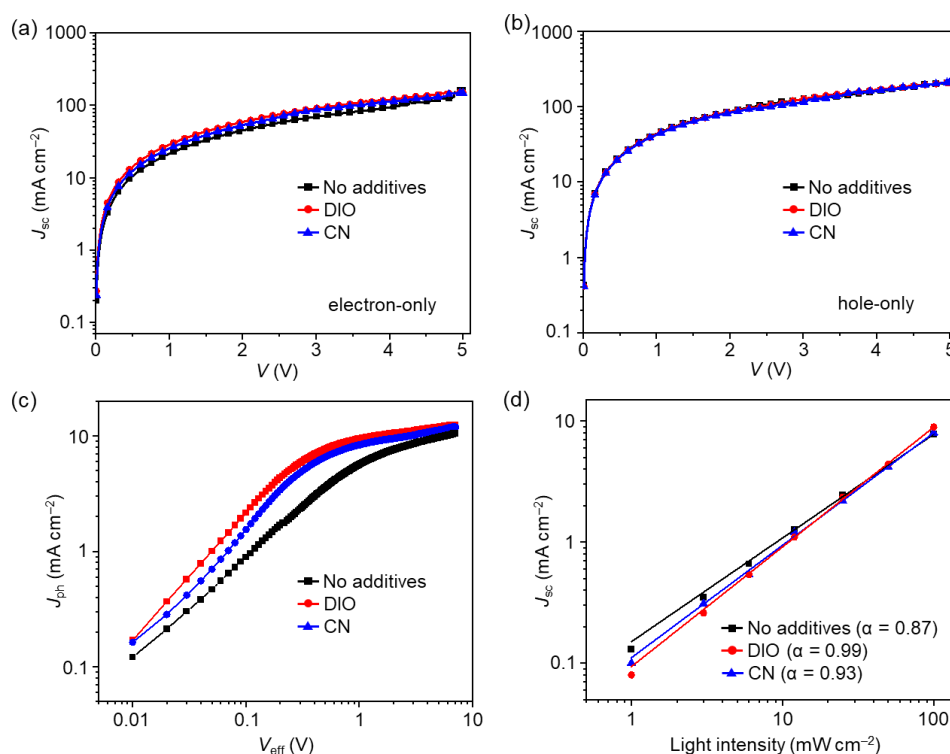 (a)
1000
100
10
1
0.1
J_sc (mA cm⁻²)
No additives
DIO
CN
electron-only
0 1 2 3 4 5
V (V)
(b)
1000
100
10
1
0.1
J_sc (mA cm⁻²)
No additives
DIO
CN
hole-only
0 1 2 3 4 5
V (V)
(c)
10
1
0.1
J_ph (mA cm⁻²)
No additives
DIO
CN
0.01 0.1 1 10
V_eff (V)
(d)
10
1
0.1
J_sc (mA cm⁻²)
No additives (α = 0.87)
DIO (α = 0.99)
CN (α = 0.93)
1 10 100
Light intensity (mW cm⁻²)